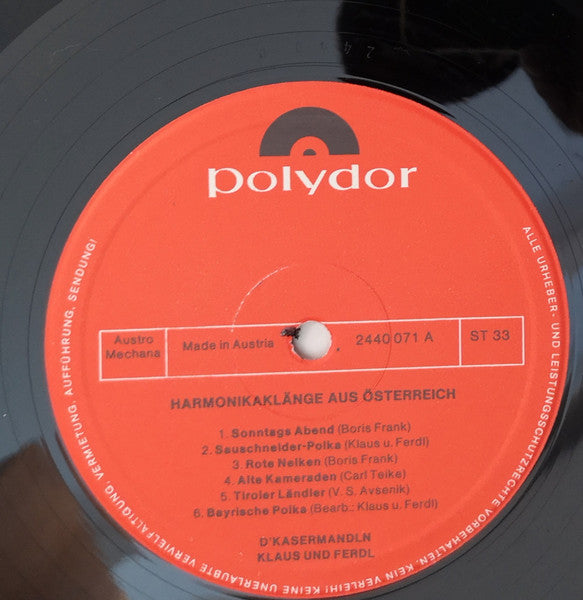 polydor
Austro
Mechana
Made in Austria
2440 071 A
ST 33
HARMONIKAKLÄNGE AUS ÖSTERREICH
1. Sonntags Abend (Boris Frank)
2. Sauschneider-Polka (Klaus u. Ferdl)
3. Rote Nelken (Boris Frank)
4. Alte Kameraden (Carl Teike)
5. Tiroler Ländler (V. S. Avsenik)
6. Bayrische Polka (Bearb.: Klaus u. Ferdl)
D'KASERMANDLN
KLAUS UND FERDL
ALLE URHEBER- UND LEISTUNGSSCHUTZRECHTE VORBEHALTEN. KEIN VERLEIH! KEINE UNERLAUBTE VERVIELFALTIGUNG, VERMIETUNG, AUFFÜHRUNG, SENDUNG!